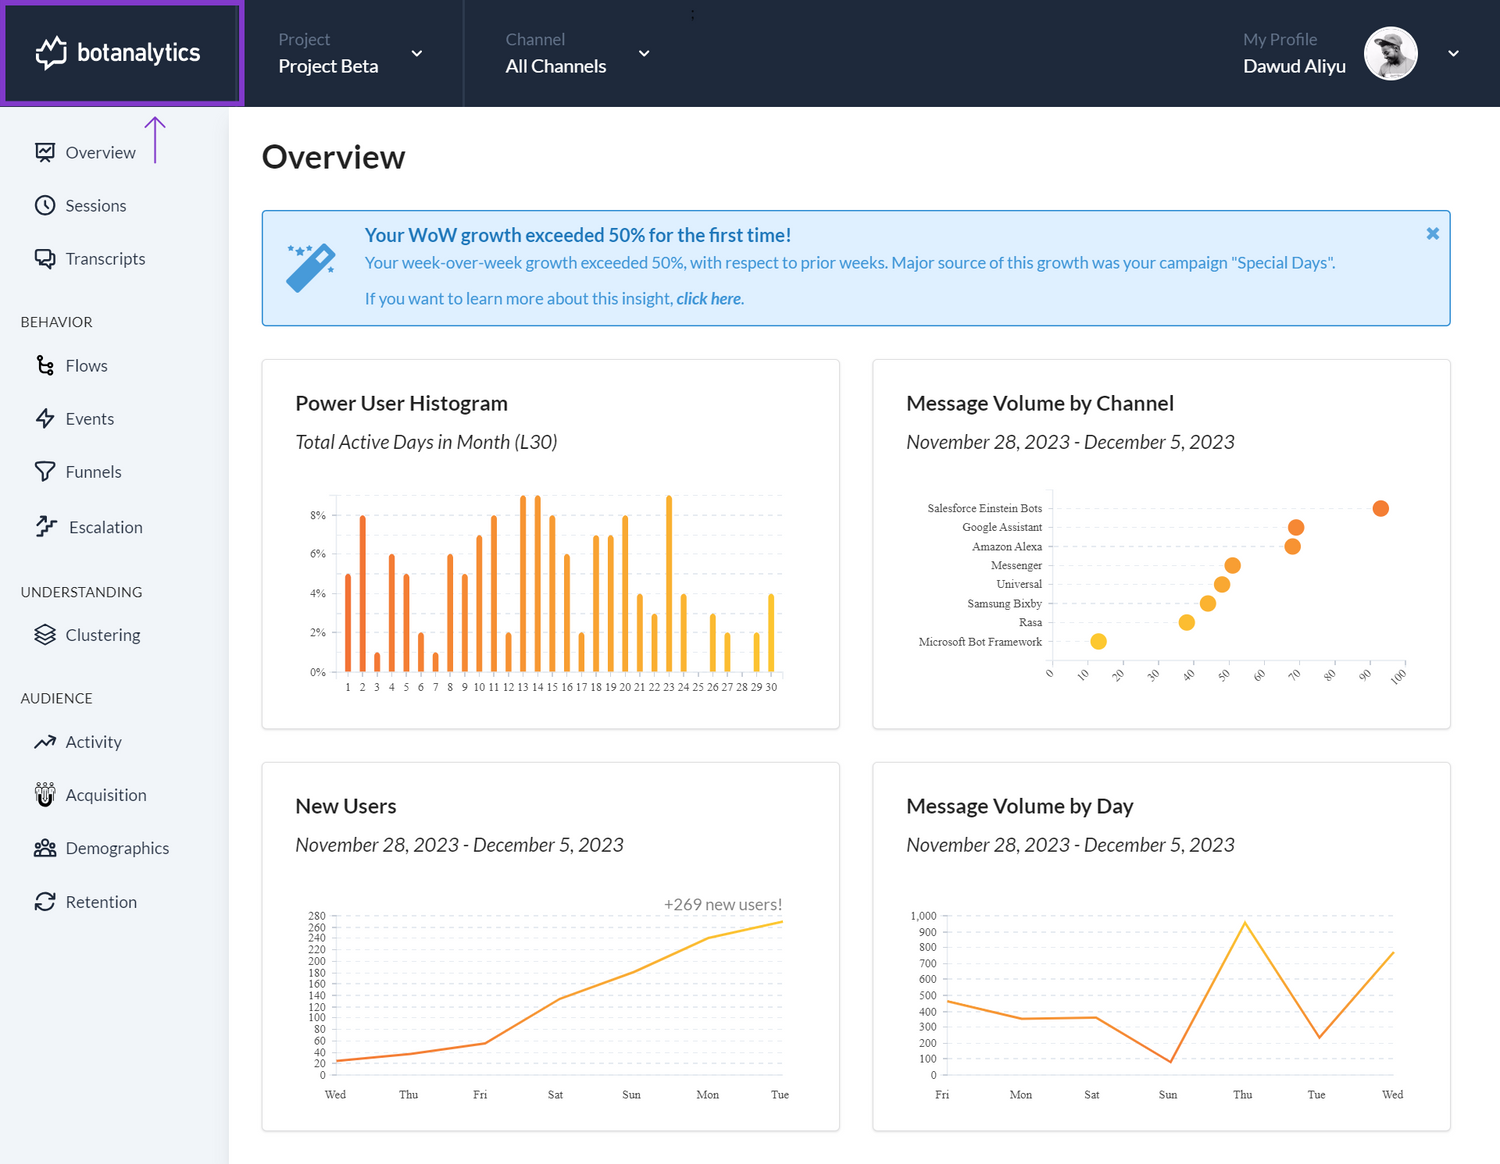 botanalytics
Project
Project Beta
Channel
All Channels
My Profile
Dawud Aliyu
Overview
Sessions
Transcripts
BEHAVIOR
Flows
Events
Funnels
Escalation
UNDERSTANDING
Clustering
AUDIENCE
Activity
Acquisition
Demographics
Retention
Overview
Your WoW growth exceeded 50% for the first time!
Your week-over-week growth exceeded 50%, with respect to prior weeks. Major source of this growth was your campaign "Special Days".
If you want to learn more about this insight, click here.
Power User Histogram
Total Active Days in Month (L30)
8%
6%
4%
2%
0%
1 2 3 4 5 6 7 8 9 10 11 12 13 14 15 16 17 18 19 20 21 22 23 24 25 26 27 28 29 30
Message Volume by Channel
November 28, 2023 - December 5, 2023
Salesforce Einstein Bots
Google Assistant
Amazon Alexa
Messenger
Universal
Samsung Bixby
Rasa
Microsoft Bot Framework
0 10 20 30 40 50 60 70 80 90 100
New Users
November 28, 2023 - December 5, 2023
+269 new users!
280
260
240
220
200
180
160
140
120
100
80
60
40
20
0
Wed Thu Fri Sat Sun Mon Tue
Message Volume by Day
November 28, 2023 - December 5, 2023
1,000
900
800
700
600
500
400
300
200
100
0
Fri Mon Sat Sun Thu Tue Wed